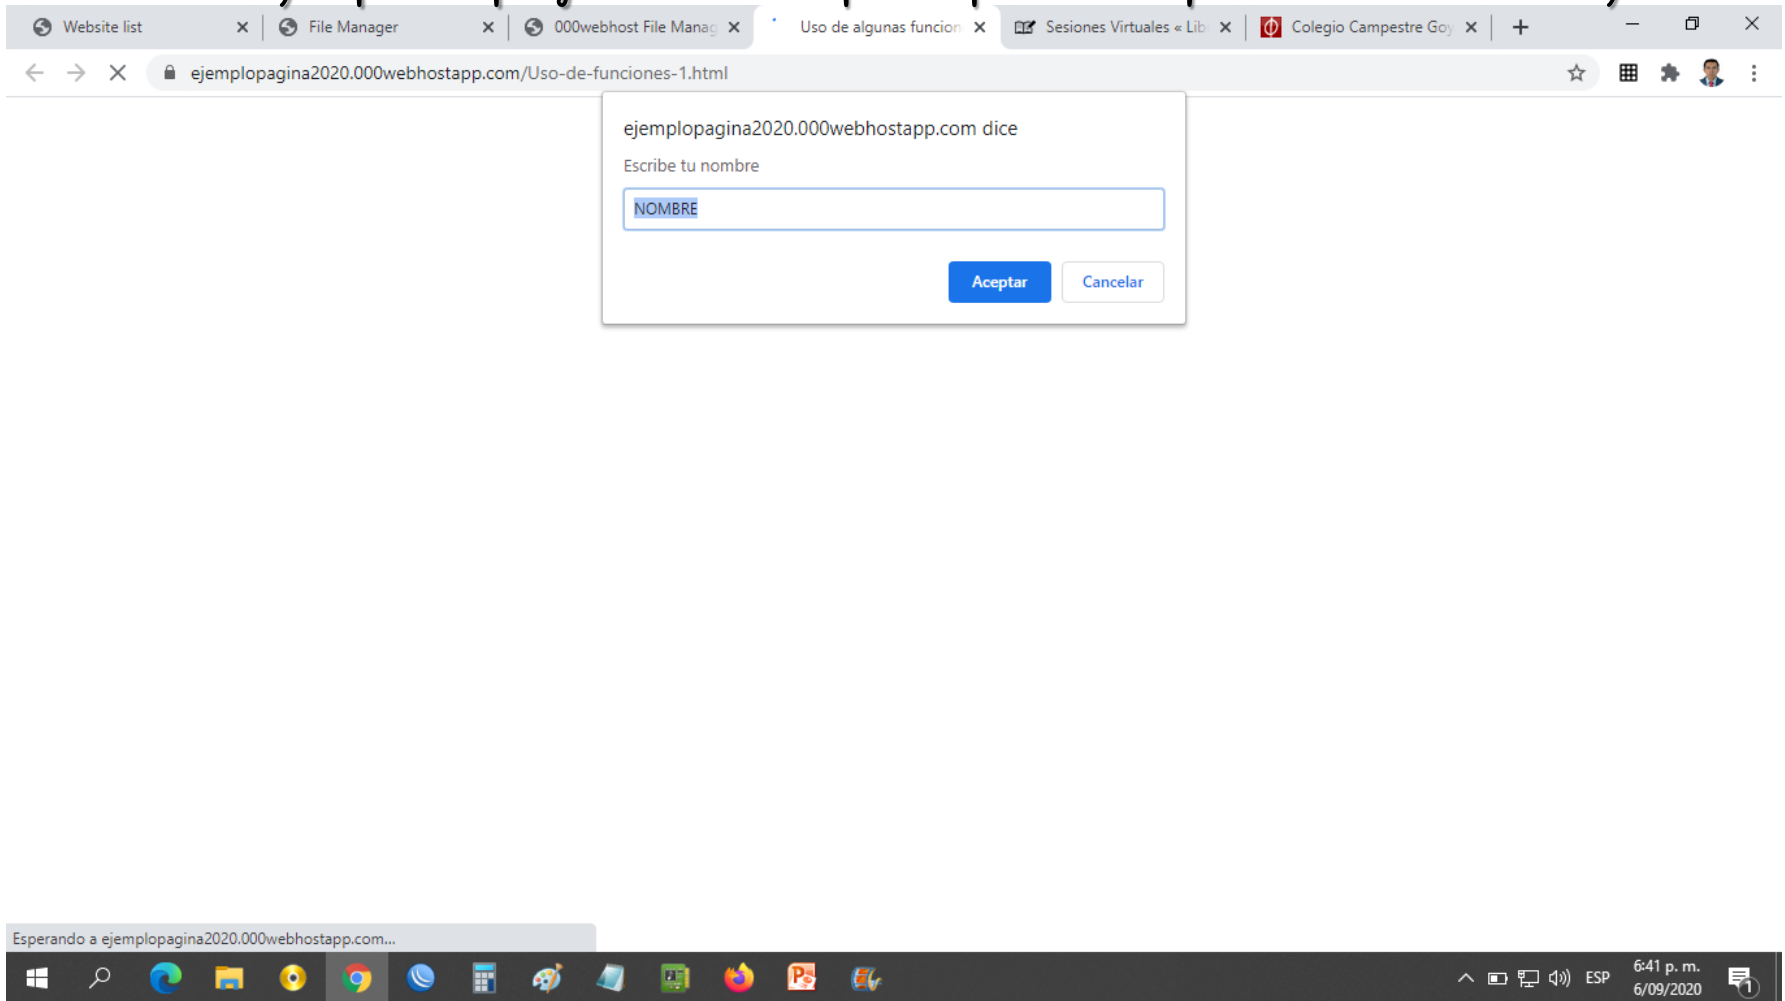 Website list
File Manager
000webhost File Manag
Uso de algunas funcion
Sesiones Virtuales « Lib
Colegio Campestre Goy
ejemplopagina2020.000webhostapp.com/Uso-de-funciones-1.html
ejemplopagina2020.000webhostapp.com dice
Escribe tu nombre
NOMBRE
Aceptar
Cancelar
Esperando a ejemplopagina2020.000webhostapp.com...
ESP
6:41 p. m.
6/09/2020
1